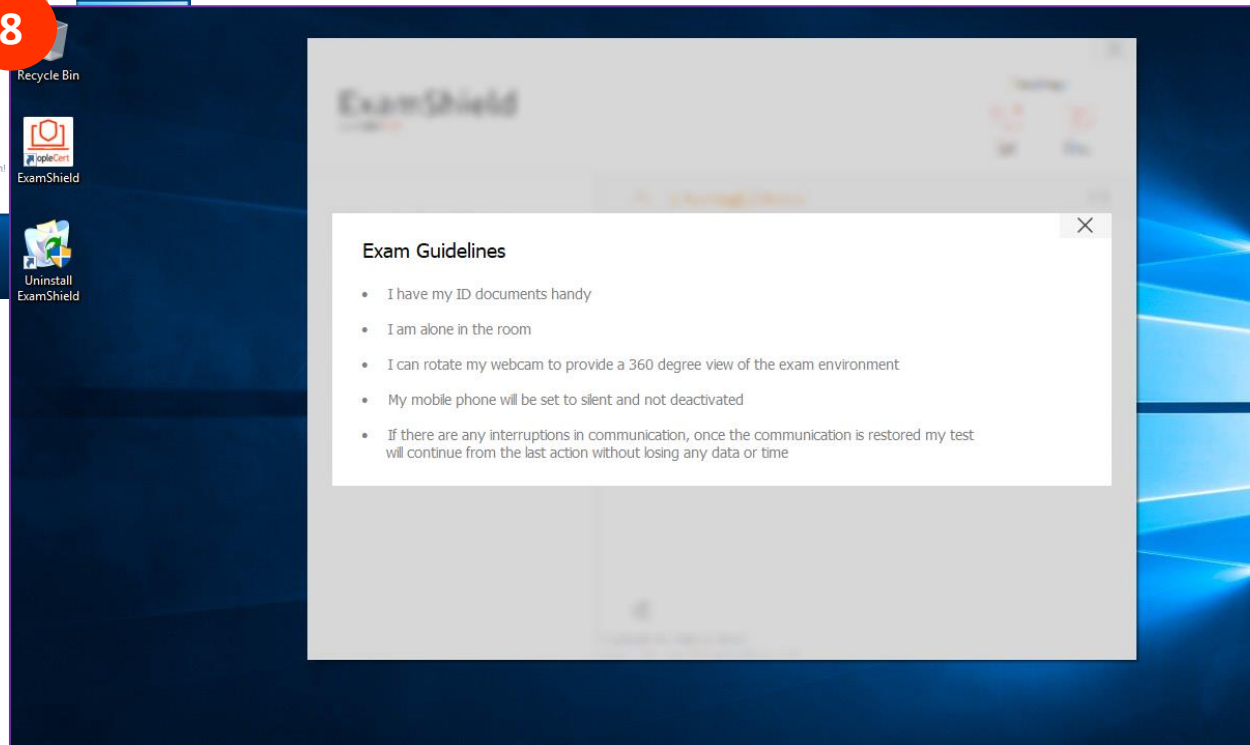 8
Recycle Bin
PeopleCert
ExamShield
Uninstall
ExamShield
ExamShield
Exam Guidelines
• I have my ID documents handy
• I am alone in the room
• I can rotate my webcam to provide a 360 degree view of the exam environment
• My mobile phone will be set to silent and not deactivated
• If there are any interruptions in communication, once the communication is restored my test
will continue from the last action without losing any data or time